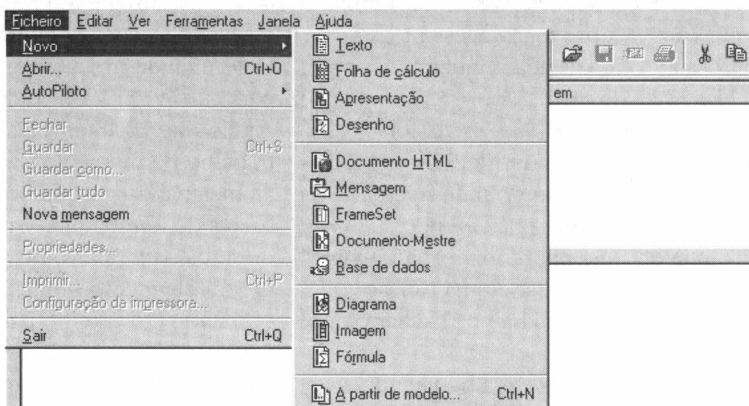 Ficheiro Editar Ver Ferramentas Janela Ajuda
Novo
Abrir... Ctrl+O
AutoPiloto
Fechar
Guardar Ctrl+S
Guardar como...
Guardar tudo
Nova mensagem
Propriedades...
Imprimir... Ctrl+P
Configuração da impressora...
Sair Ctrl+Q
Texto
Folha de cálculo
Apresentação
Desenho
Documento HTML
Mensagem
FrameSet
Documento-Mestre
Base de dados
Diagrama
Imagem
Fórmula
A partir de modelo... Ctrl+N
em